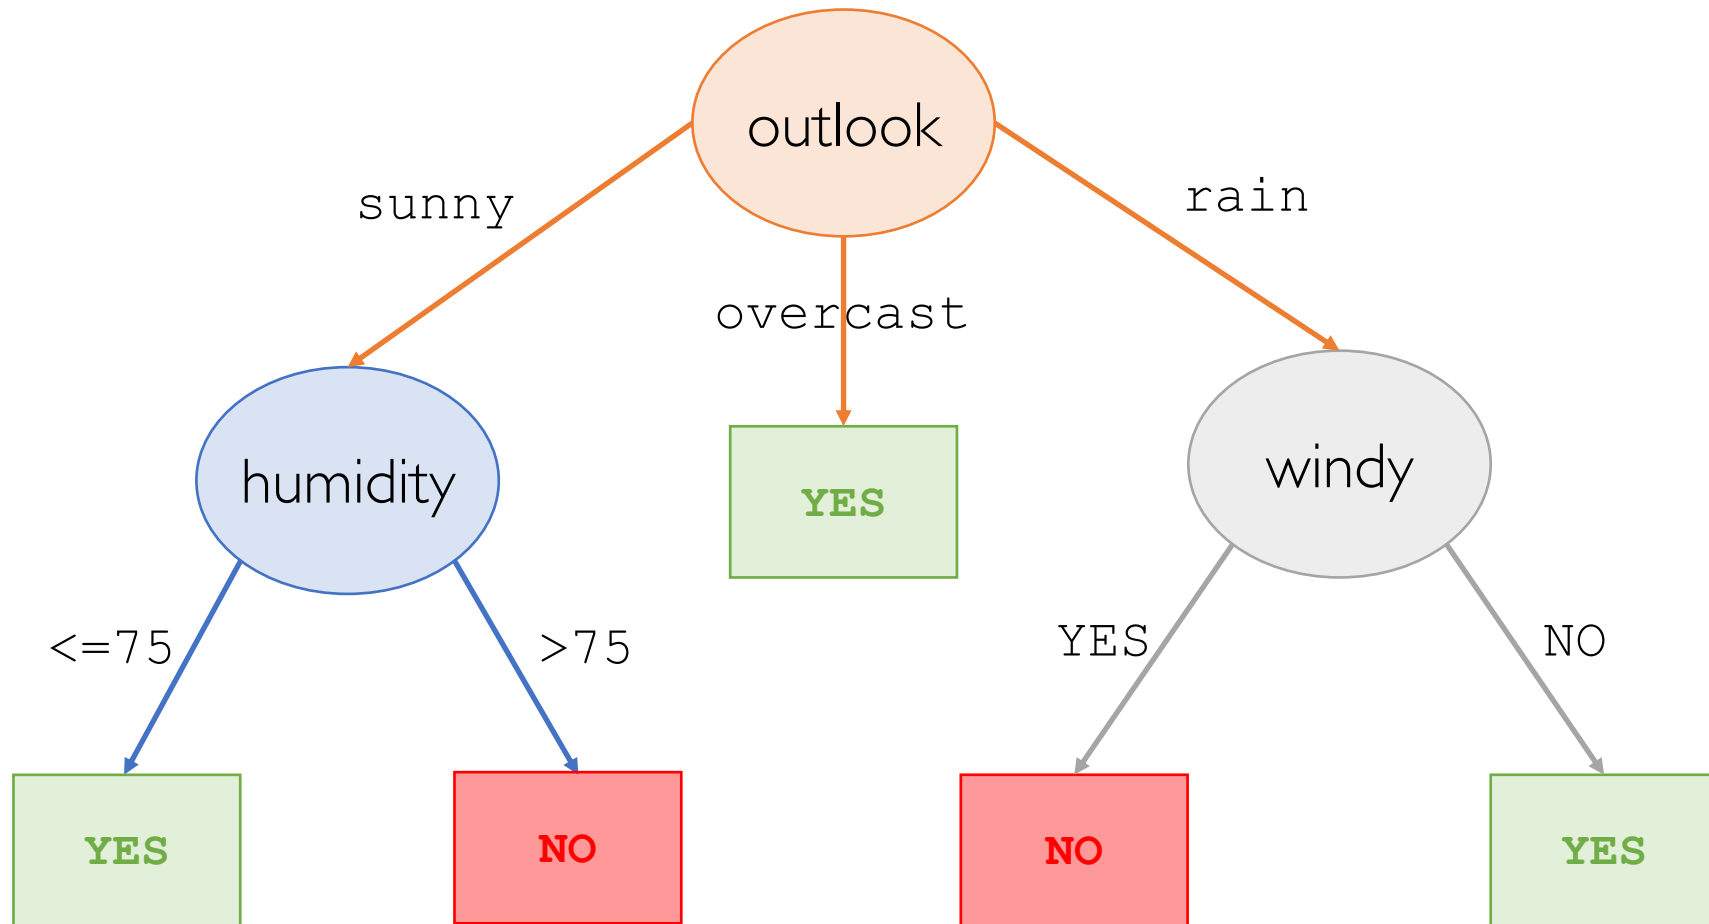 outlook
sunny
rain
overcast
humidity
YES
windy
<=75
>75
YES
NO
YES
NO
NO
YES